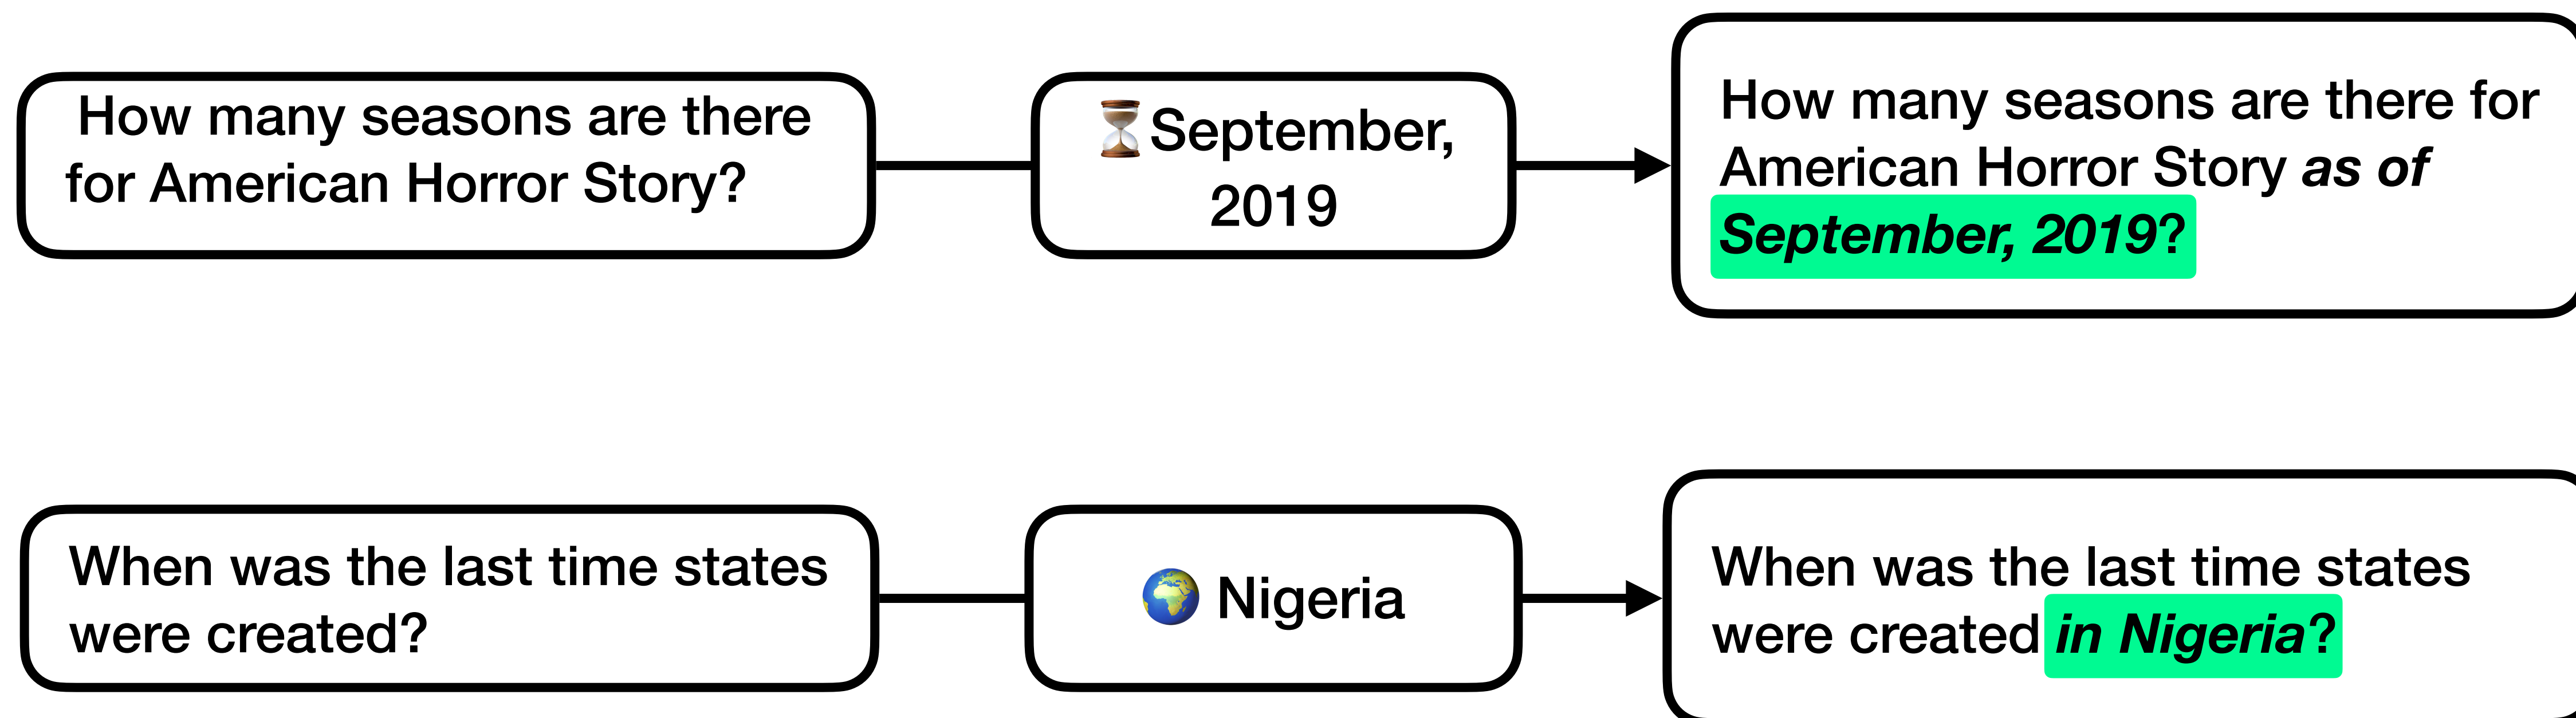 How many seasons are there
for American Horror Story?
⏳September,
2019
How many seasons are there for
American Horror Story as of
September, 2019?
When was the last time states
were created?
🌍 Nigeria
When was the last time states
were created in Nigeria?